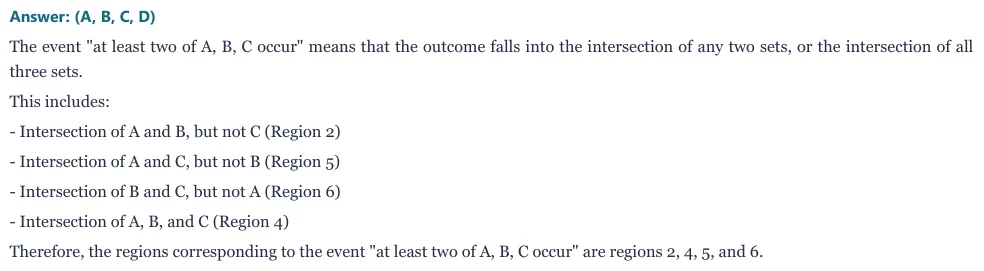 Answer: (A, B, C, D)
The event "at least two of A, B, C occur" means that the outcome falls into the intersection of any two sets, or the intersection of all
three sets.
This includes:
- Intersection of A and B, but not C (Region 2)
- Intersection of A and C, but not B (Region 5)
- Intersection of B and C, but not A (Region 6)
- Intersection of A, B, and C (Region 4)
Therefore, the regions corresponding to the event "at least two of A, B, C occur" are regions 2, 4, 5, and 6.